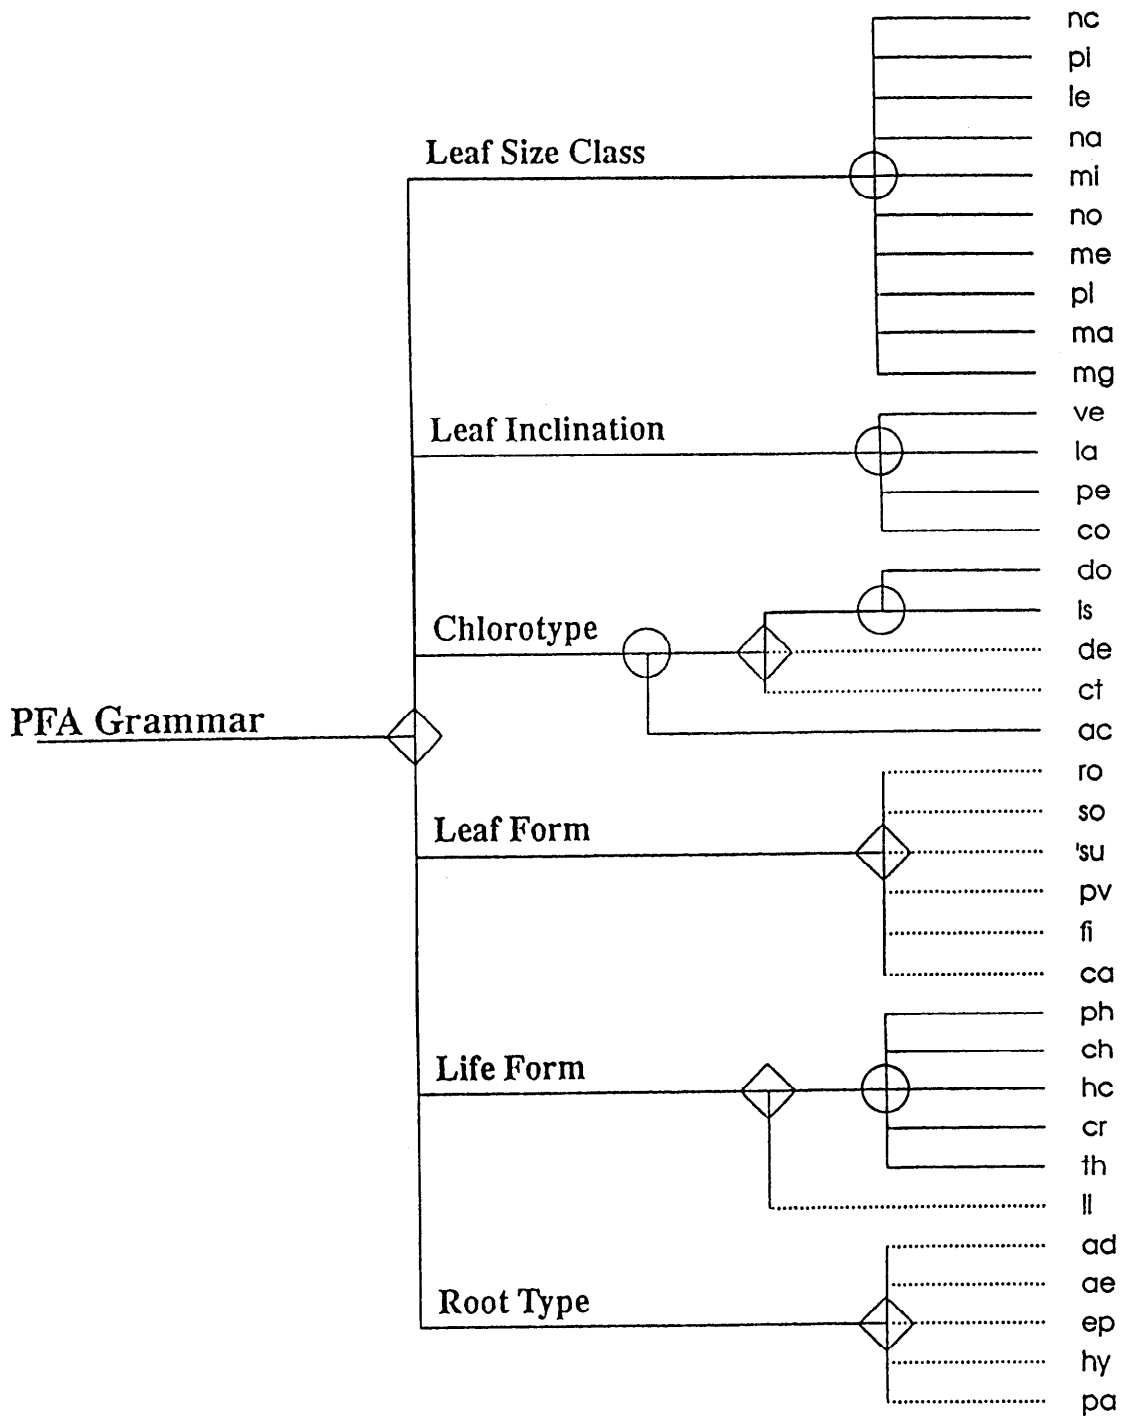 nc
pi
le
na
Leaf Size Class
mi
no
me
pl
ma
mg
ve
Leaf Inclination
la
pe
co
do
ls
Chlorotype
de
ct
PFA Grammar
ac
ro
so
Leaf Form
'su
pv
fi
ca
ph
ch
Life Form
hc
cr
th
ll
ad
ae
Root Type
ep
hy
pa